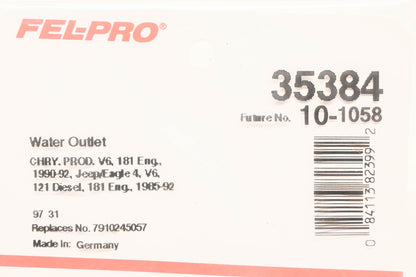 FEL-PRO®
35384
Future No. 10-1058
Water Outlet
CHRY. PROD. V6, 181 Eng.,
1990-92, Jeep/Eagle 4, V6,
121 Diesel, 181 Eng., 1985-92
97 31
Replaces No. 7910245057
Made In: Germany
0 84113 82399 2